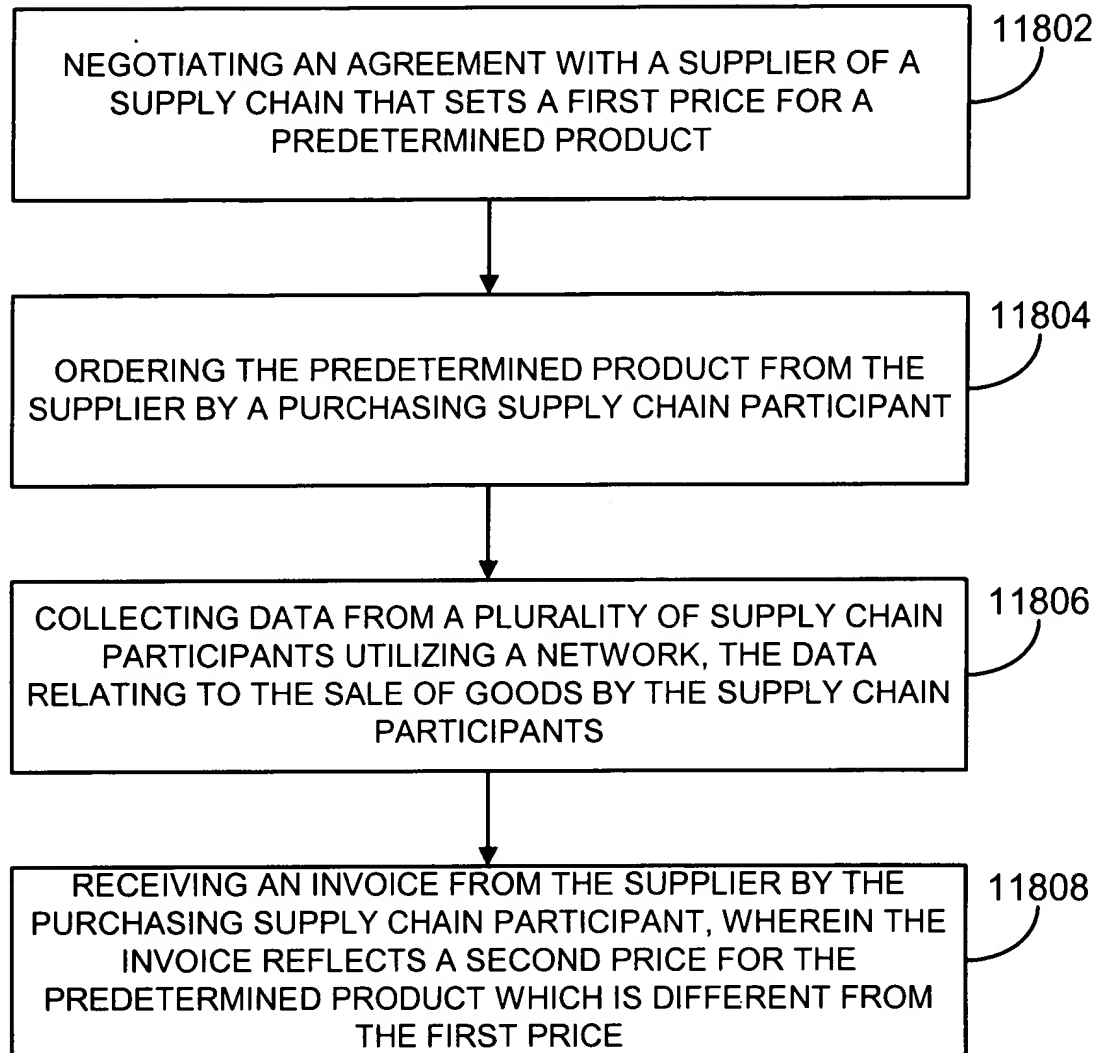 11802
NEGOTIATING AN AGREEMENT WITH A SUPPLIER OF A
SUPPLY CHAIN THAT SETS A FIRST PRICE FOR A
PREDETERMINED PRODUCT
11804
ORDERING THE PREDETERMINED PRODUCT FROM THE
SUPPLIER BY A PURCHASING SUPPLY CHAIN PARTICIPANT
11806
COLLECTING DATA FROM A PLURALITY OF SUPPLY CHAIN
PARTICIPANTS UTILIZING A NETWORK, THE DATA
RELATING TO THE SALE OF GOODS BY THE SUPPLY CHAIN
PARTICIPANTS
11808
RECEIVING AN INVOICE FROM THE SUPPLIER BY THE
PURCHASING SUPPLY CHAIN PARTICIPANT, WHEREIN THE
INVOICE REFLECTS A SECOND PRICE FOR THE
PREDETERMINED PRODUCT WHICH IS DIFFERENT FROM
THE FIRST PRICE